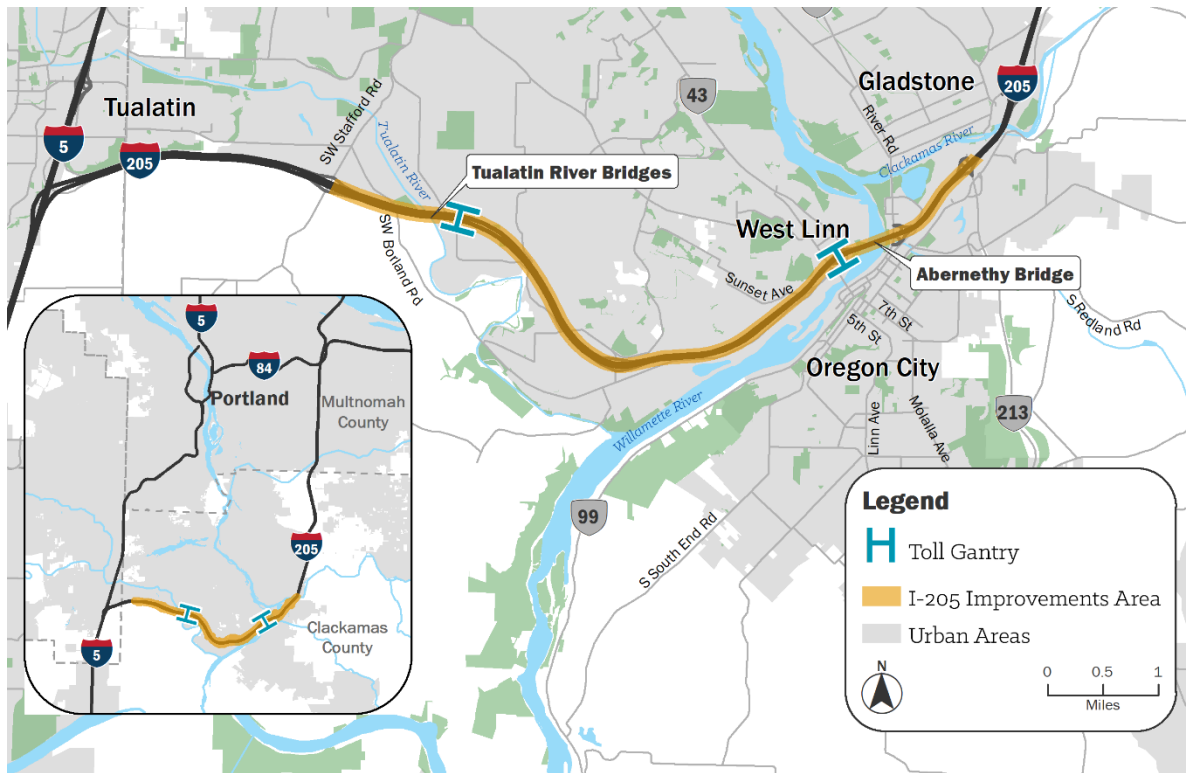 Tualatin
5
205
SW Stafford Rd
Tualatin River
Tualatin River Bridges
SW Borland Rd
43
Gladstone
205
River Rd
Clackamas River
West Linn
Abernethy Bridge
Sunset Ave
7th St
5th St
S Redland Rd
Oregon City
Willamette River
Linn Ave
Molalla Ave
213
99
S South End Rd
5
84
Portland
Multnomah
County
205
Clackamas
County
5
Legend
Toll Gantry
I-205 Improvements Area
Urban Areas
N
0 0.5 1
Miles